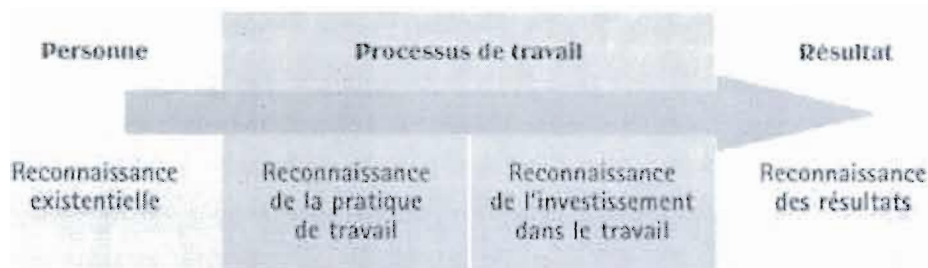 Personne
Processus de travail
Résultat
Reconnaissance
existentielle
Reconnaissance
de la pratique
de travail
Reconnaissance
de l'investissement
dans le travail
Reconnaissance
des résultats